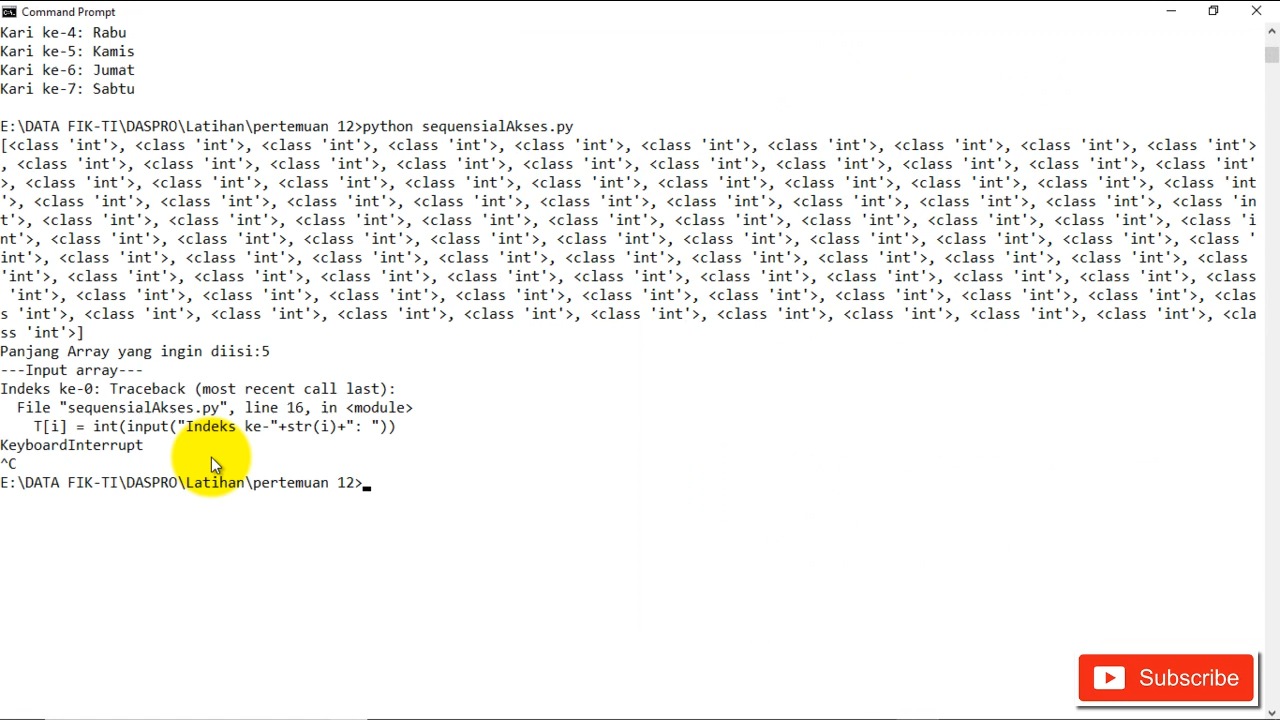 Command Prompt
Kari ke-4: Rabu
Kari ke-5: Kamis
Kari ke-6: Jumat
Kari ke-7: Sabtu
E:\DATA FIK-TI\DASPRO\Latihan\pertemuan 12>python sequensialAkses.py
[<class 'int'>, <class 'int'>, <class 'int'>, <class 'int'>, <class 'int'>, <class 'int'>, <class 'int'>, <class 'int'>, <class 'int'>, <class 'int'>
, <class 'int'>, <class 'int'>, <class 'int'>, <class 'int'>, <class 'int'>, <class 'int'>, <class 'int'>, <class 'int'>, <class 'int'>, <class 'int'
>, <class 'int'>, <class 'int'>, <class 'int'>, <class 'int'>, <class 'int'>, <class 'int'>, <class 'int'>, <class 'int'>, <class 'int'>, <class 'int
'>, <class 'int'>, <class 'int'>, <class 'int'>, <class 'int'>, <class 'int'>, <class 'int'>, <class 'int'>, <class 'int'>, <class 'int'>, <class 'in
t'>, <class 'int'>, <class 'int'>, <class 'int'>, <class 'int'>, <class 'int'>, <class 'int'>, <class 'int'>, <class 'int'>, <class 'int'>, <class 'i
nt'>, <class 'int'>, <class 'int'>, <class 'int'>, <class 'int'>, <class 'int'>, <class 'int'>, <class 'int'>, <class 'int'>, <class 'int'>, <class '
int'>, <class 'int'>, <class 'int'>, <class 'int'>, <class 'int'>, <class 'int'>, <class 'int'>, <class 'int'>, <class 'int'>, <class 'int'>, <class
'int'>, <class 'int'>, <class 'int'>, <class 'int'>, <class 'int'>, <class 'int'>, <class 'int'>, <class 'int'>, <class 'int'>, <class 'int'>, <class
'int'>, <class 'int'>, <class 'int'>, <class 'int'>, <class 'int'>, <class 'int'>, <class 'int'>, <class 'int'>, <class 'int'>, <class 'int'>, <clas
s 'int'>, <class 'int'>, <class 'int'>, <class 'int'>, <class 'int'>, <class 'int'>, <class 'int'>, <class 'int'>, <class 'int'>, <class 'int'>, <cla
ss 'int'>]
Panjang Array yang ingin diisi:5
---Input array---
Indeks ke-0: Traceback (most recent call last):
File "sequensialAkses.py", line 16, in <module>
T[i] = int(input("Indeks ke-"+str(i)+": "))
KeyboardInterrupt
^C
E:\DATA FIK-TI\DASPRO\Latihan\pertemuan 12>
Subscribe